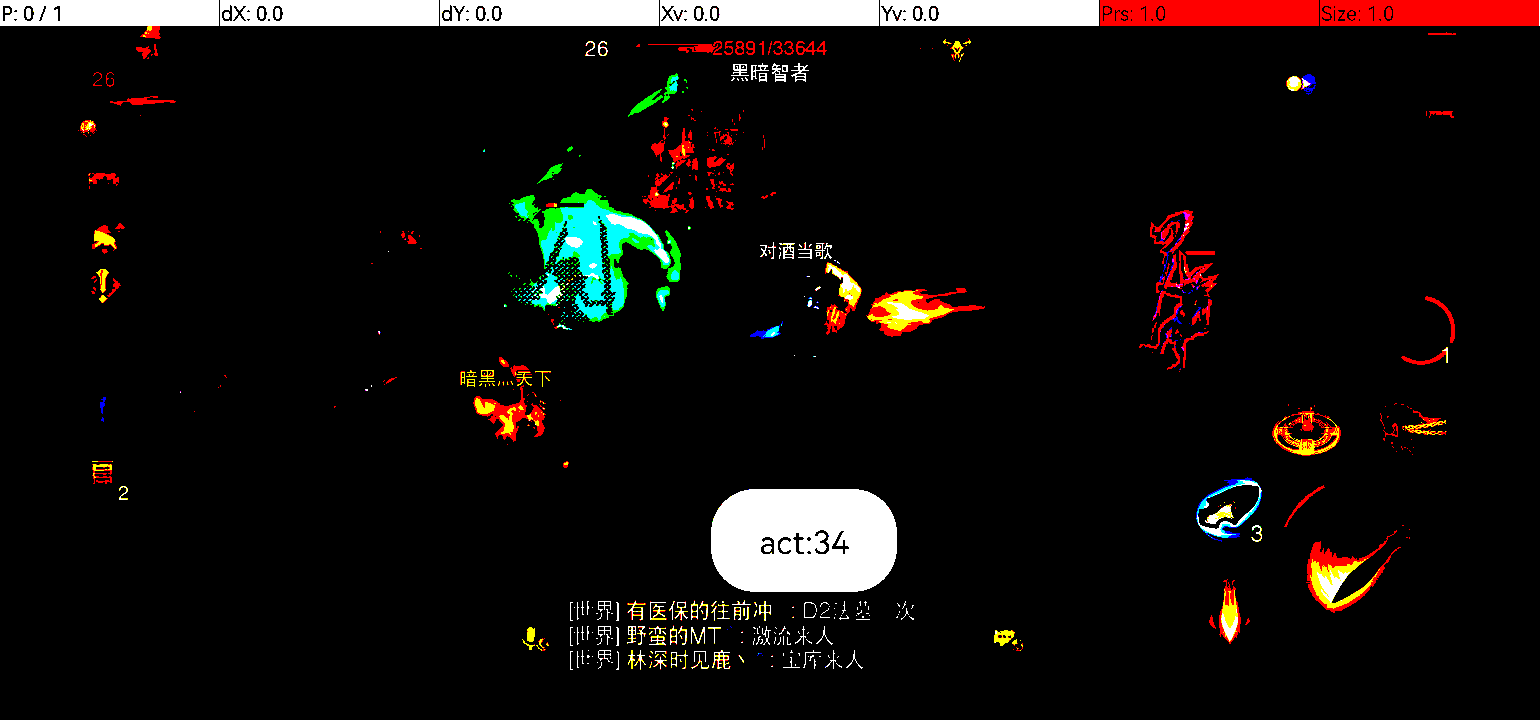 P: 0 / 1 dX: 0.0 dY: 0.0 Xv: 0.0 Yv: 0.0 Prs: 1.0 Size: 1.0
26 25891/33644
黑暗智者
26
对酒当歌
1
暗黑 天下
2
3
act:34
[世界] 有医保的往前冲 : D2法 次
[世界] 野蛮的MT : 激流来人
[世界] 林深时见鹿丶 : 宝库来人